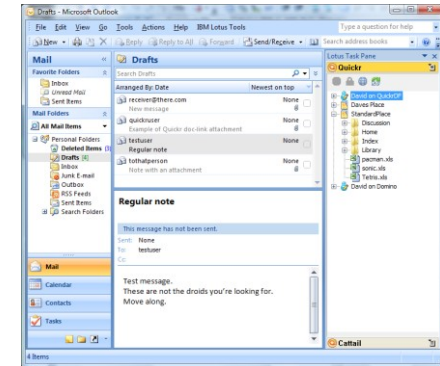 Drafts - Microsoft Outlook
File Edit View Go Tools Actions Help IBM Lotus Tools
Type a question for help
New Reply Reply to All Forward Send/Receive Search address books
Mail
Favorite Folders
Inbox
Unread Mail
Sent Items
Mail Folders
All Mail Items
Personal Folders
Deleted Items
Drafts [4]
Inbox
Junk E-mail
Outbox
RSS Feeds
Sent Items
Search Folders
Mail
Calendar
Contacts
Tasks
4 Items
Drafts
Search Drafts
Arranged By: Date Newest on top
receiver@there.com None
New message
quickruser None
Example of Quickr doc-link attachment
testuser None
Regular note
tothatperson None
Note with an attachment
Regular note
This message has not been sent.
Sent: None
To: testuser
Cc:
Test message.
These are not the droids you're looking for.
Move along.
Lotus Task Pane
Quickr
David on QuickrDP
Daves Place
StandardPlace
Discussion
Home
Index
Library
pacman.xls
sonic.xls
Tetris.xls
David on Domino
Cattail